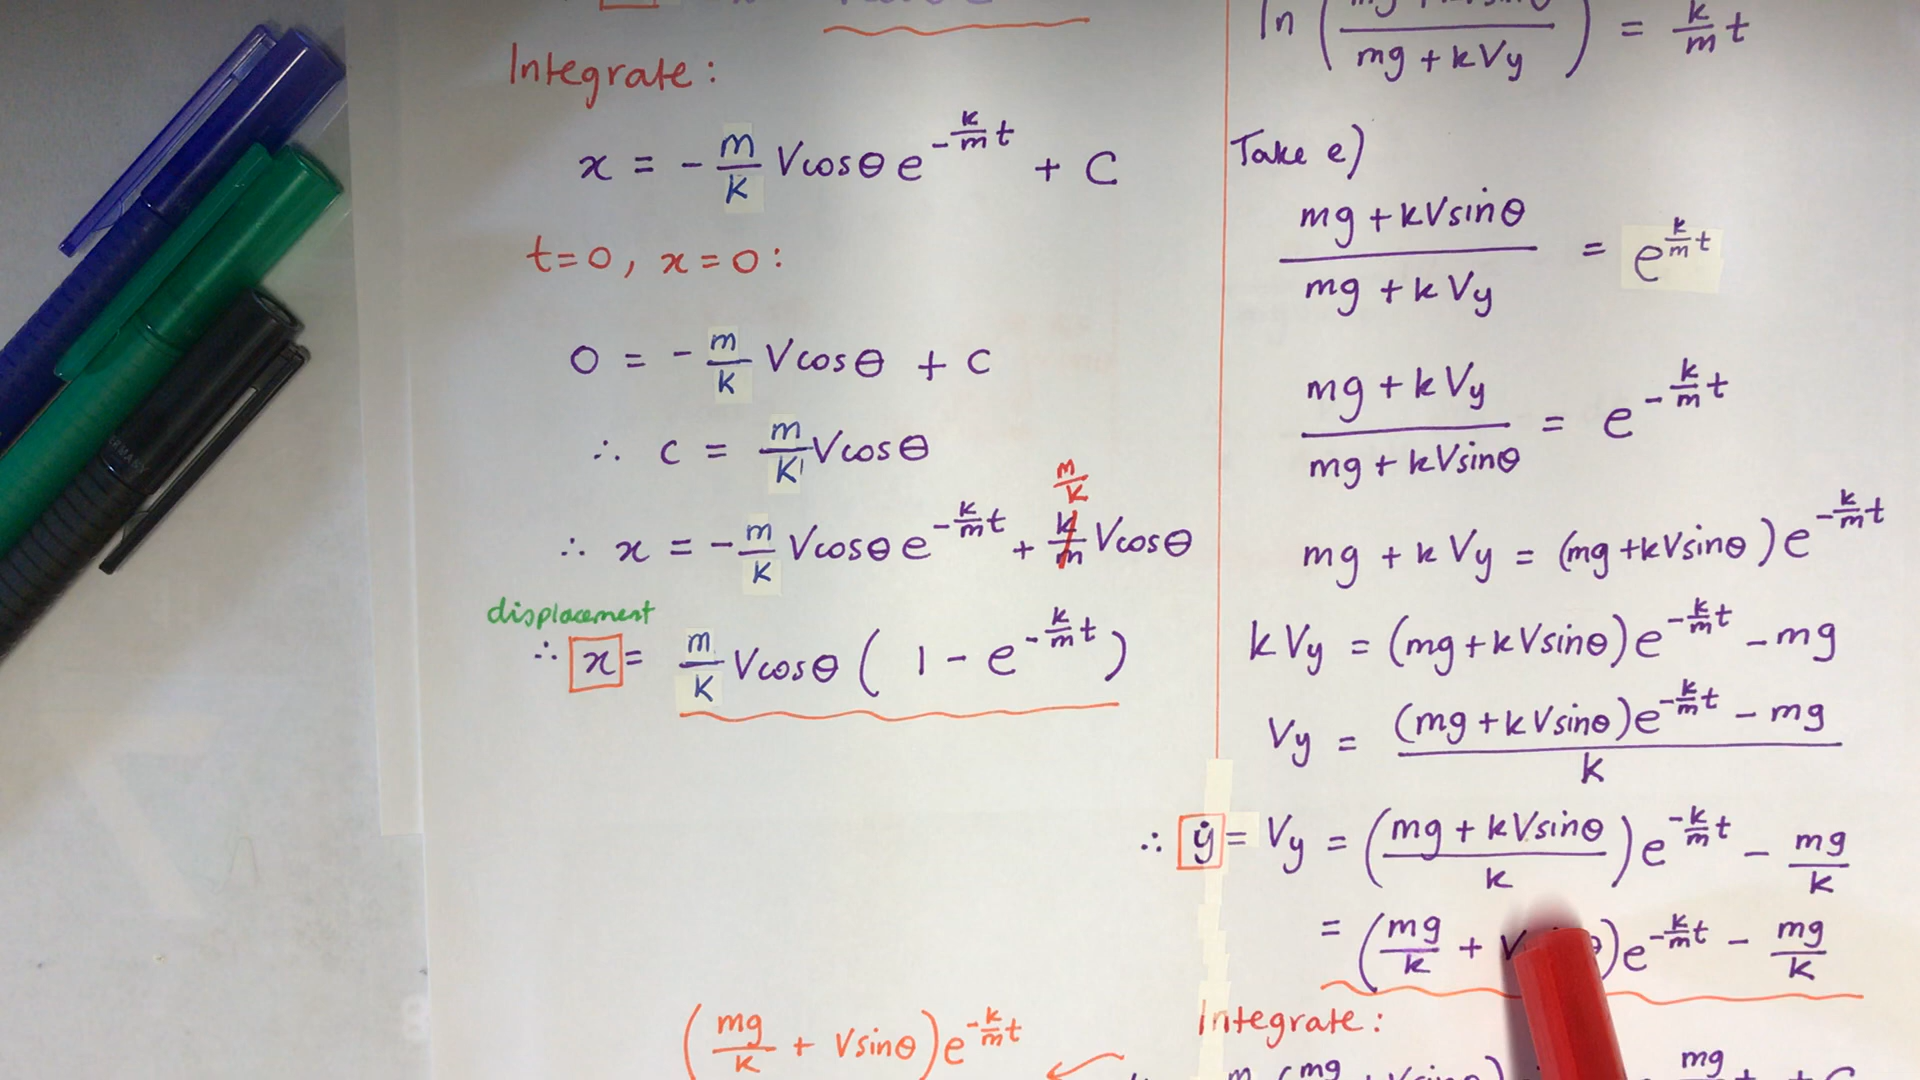 Integrate:
x = - m/k Vcosθ e^(-k/m t) + C
t=0, x=0:
0 = - m/k Vcosθ + C
∴ C = m/k Vcosθ
m/k
∴ x = - m/k Vcosθ e^(-k/m t) + k/m Vcosθ
displacement
∴ x = m/k Vcosθ ( 1 - e^(-k/m t) )
( mg/k + Vsinθ ) e^(-k/m t)
ln ( mg + kVsinθ / mg + kVy ) = k/m t
Take e)
mg + kVsinθ / mg + kVy = e^(k/m t)
mg + kVy / mg + kVsinθ = e^(-k/m t)
mg + kVy = (mg + kVsinθ) e^(-k/m t)
kVy = (mg + kVsinθ) e^(-k/m t) - mg
Vy = (mg + kVsinθ) e^(-k/m t) - mg / k
∴ ẏ = Vy = ( mg + kVsinθ / k ) e^(-k/m t) - mg/k
= ( mg/k + V θ ) e^(-k/m t) - mg/k
Integrate: